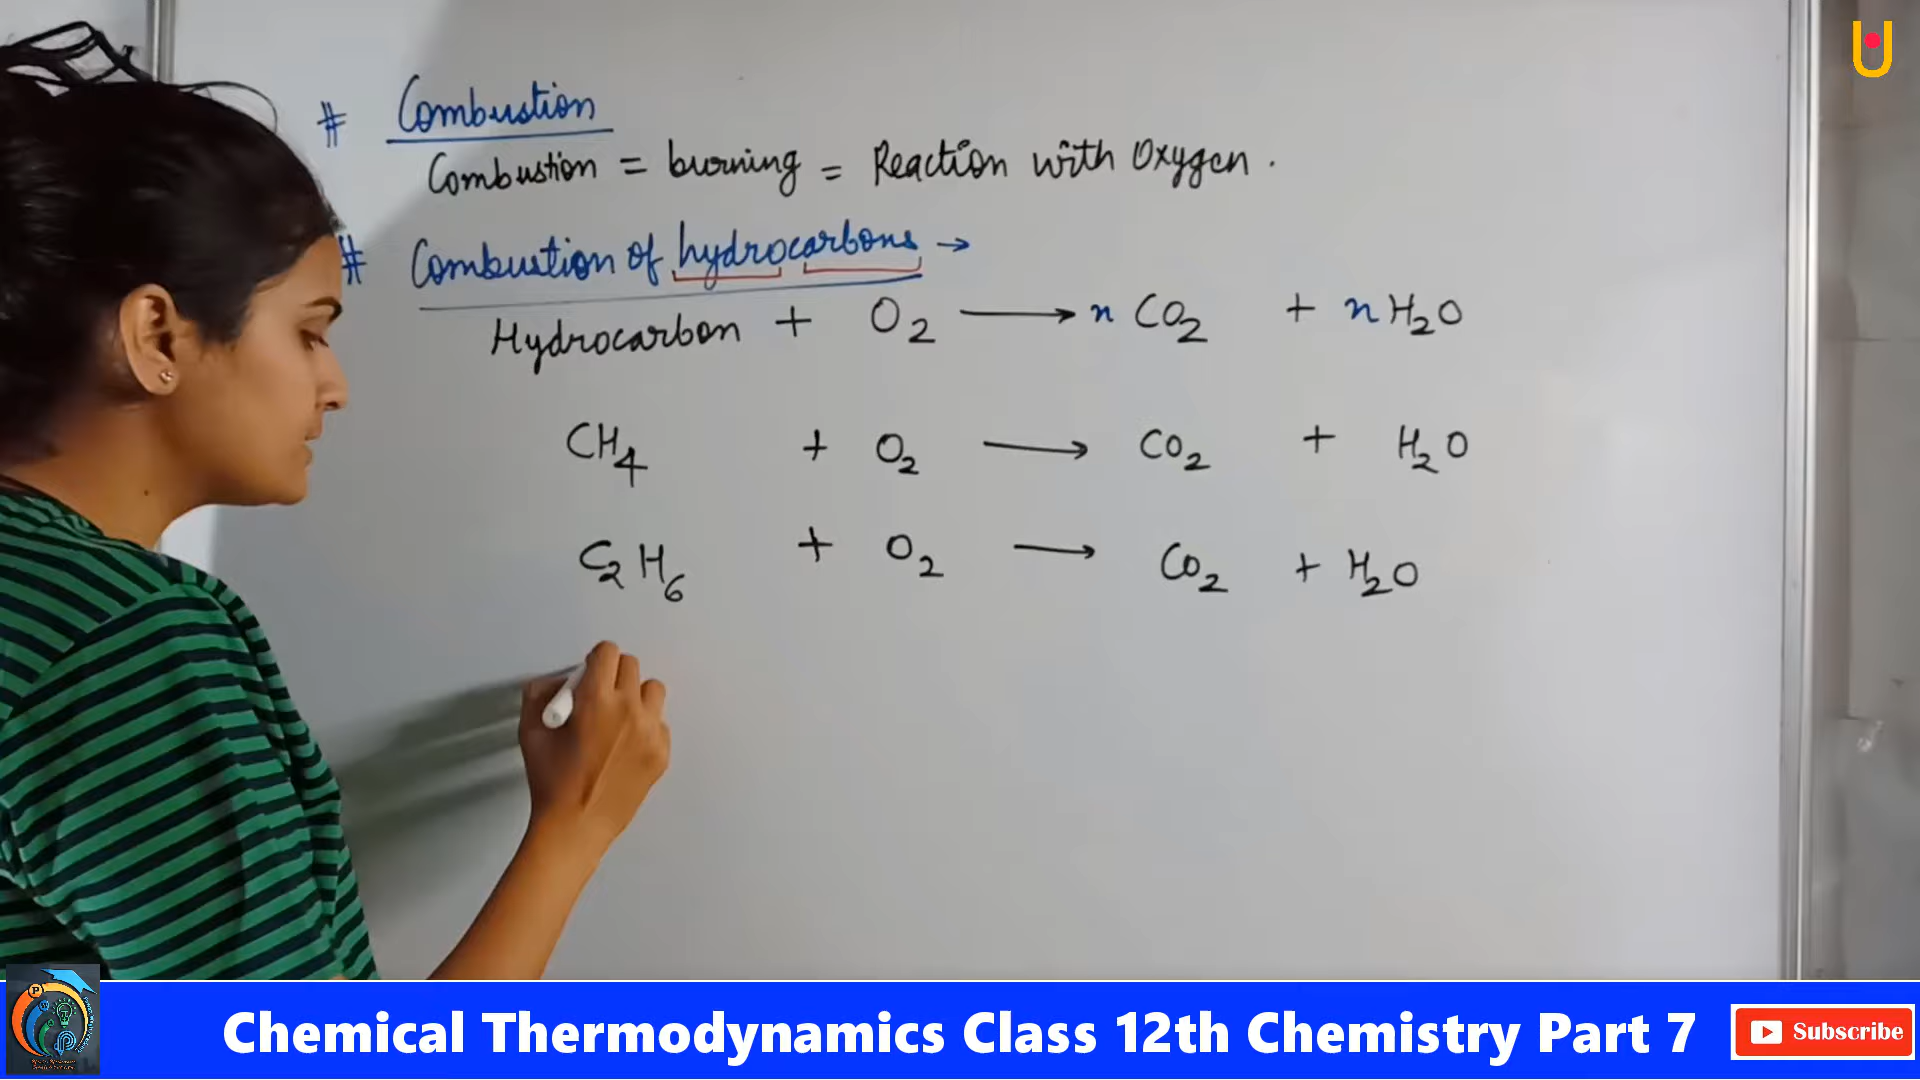 # Combustion
Combustion = burning = Reaction with Oxygen.
# Combustion of hydrocarbons →
Hydrocarbon + O₂ ⟶ n CO₂ + n H₂O
CH₄ + O₂ ⟶ CO₂ + H₂O
C₂H₆ + O₂ ⟶ CO₂ + H₂O
Chemical Thermodynamics Class 12th Chemistry Part 7
Subscribe